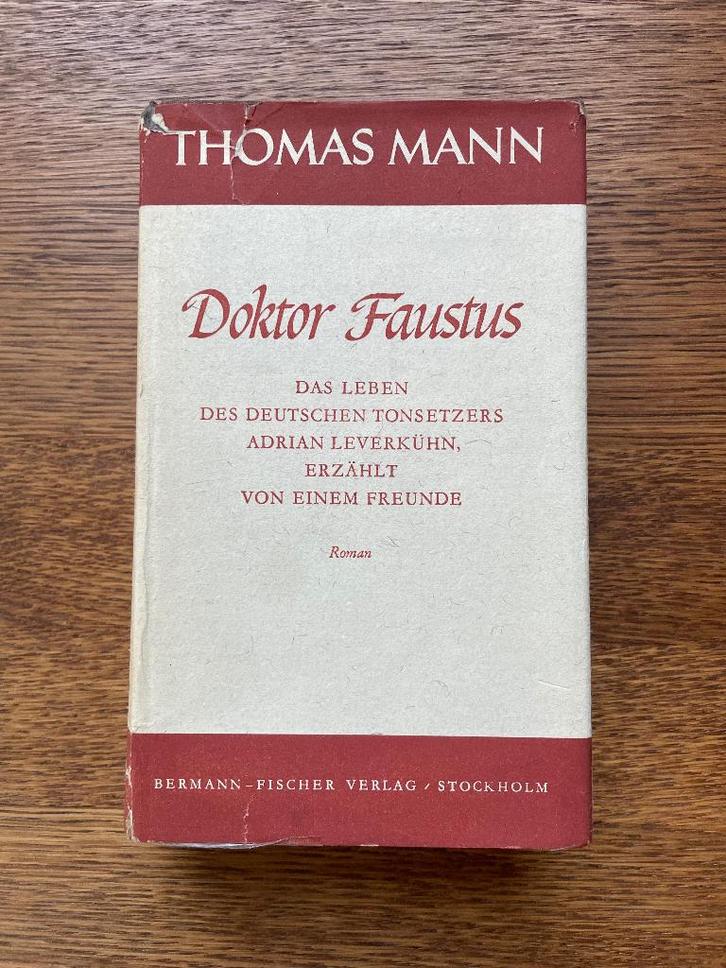 THOMAS MANN
Doktor Faustus
DAS LEBEN
DES DEUTSCHEN TONSETZERS
ADRIAN LEVERKÜHN,
ERZÄHLT
VON EINEM FREUNDE
Roman
BERMANN-FISCHER VERLAG / STOCKHOLM